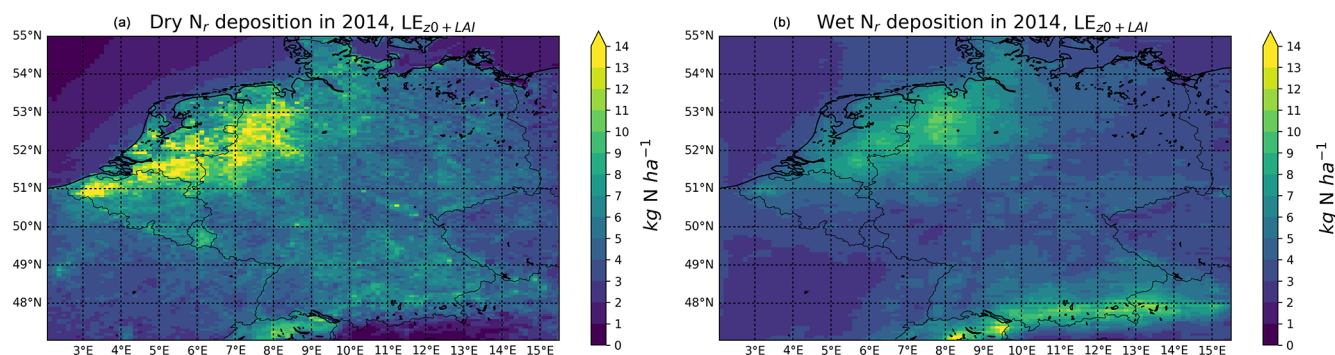 (a) Dry Nr deposition in 2014, LEz0+LAI
55°N
54°N
53°N
52°N
51°N
50°N
49°N
48°N
3°E 4°E 5°E 6°E 7°E 8°E 9°E 10°E 11°E 12°E 13°E 14°E 15°E
14
13
12
11
10
9
8
7
6
5
4
3
2
1
0
kg N ha−1
(b) Wet Nr deposition in 2014, LEz0+LAI
55°N
54°N
53°N
52°N
51°N
50°N
49°N
48°N
3°E 4°E 5°E 6°E 7°E 8°E 9°E 10°E 11°E 12°E 13°E 14°E 15°E
14
13
12
11
10
9
8
7
6
5
4
3
2
1
0
kg N ha−1